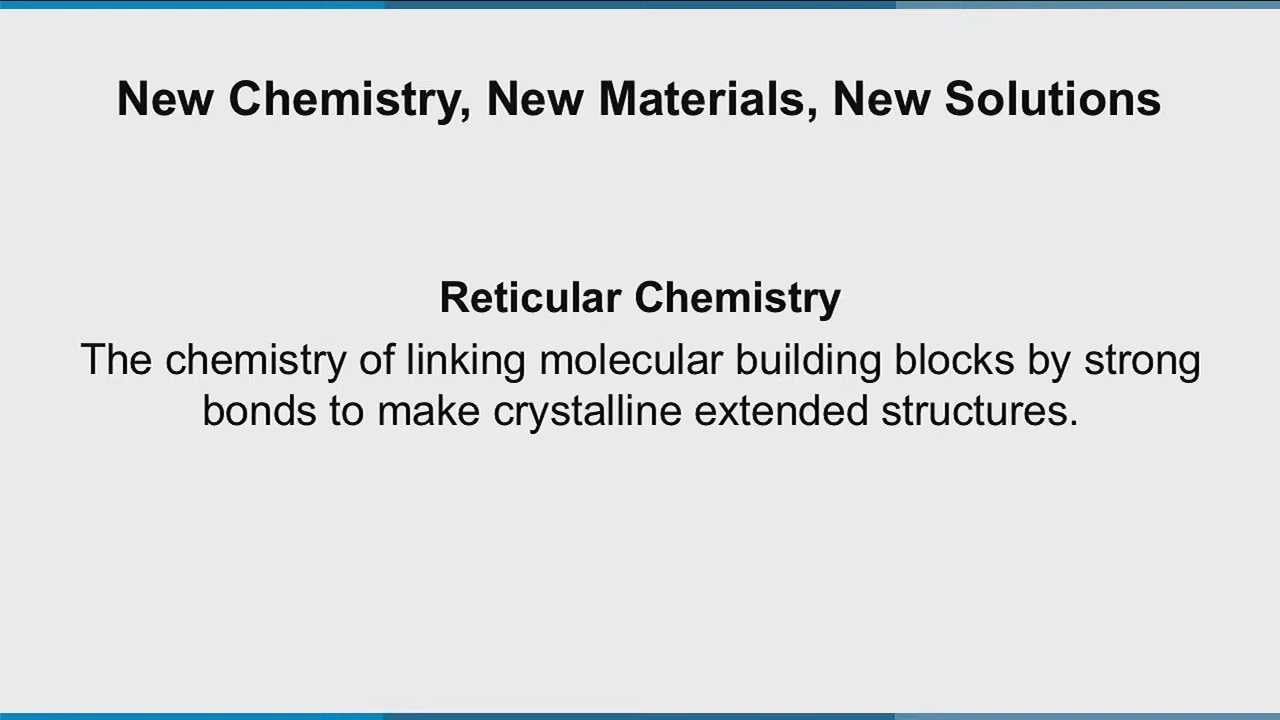 New Chemistry, New Materials, New Solutions
Reticular Chemistry
The chemistry of linking molecular building blocks by strong
bonds to make crystalline extended structures.